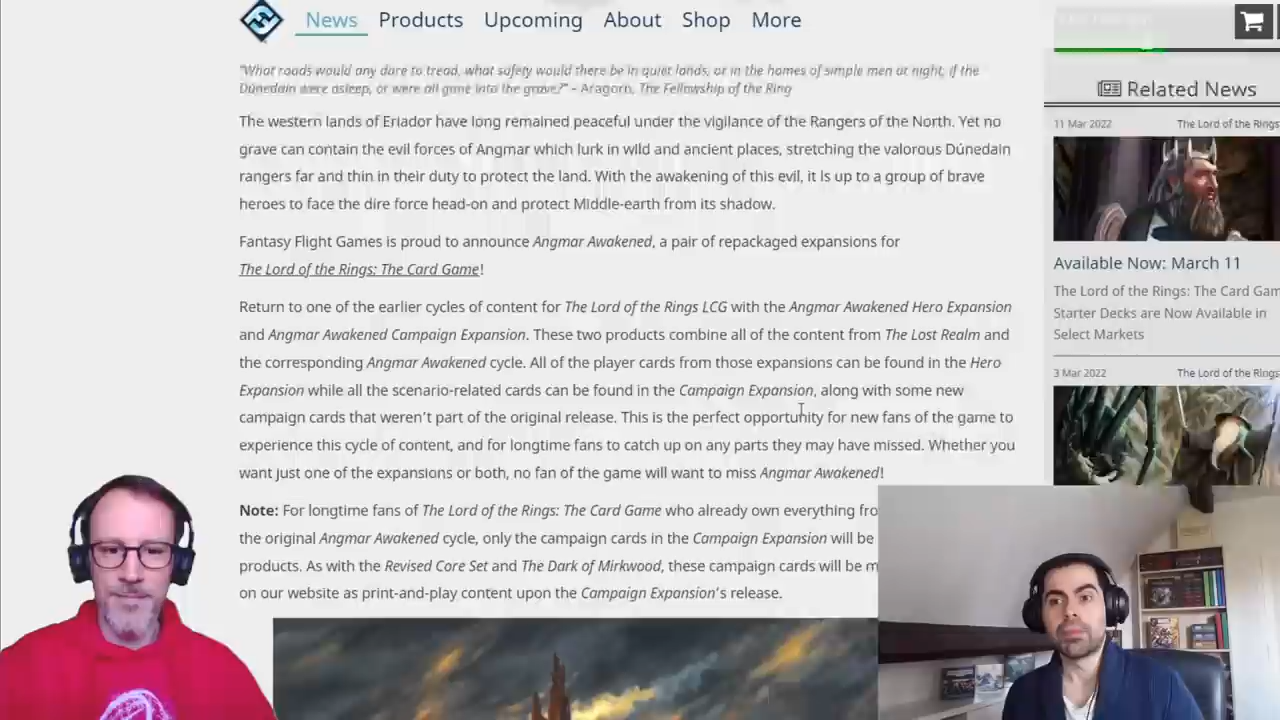 News Products Upcoming About Shop More
"What roads would any dare to tread, what safety would there be in quiet lands, or in the homes of simple men at night, if the
Dúnedain were asleep, or were all gone into the grave?" – Aragorn, The Fellowship of the Ring
The western lands of Eriador have long remained peaceful under the vigilance of the Rangers of the North. Yet no
grave can contain the evil forces of Angmar which lurk in wild and ancient places, stretching the valorous Dúnedain
rangers far and thin in their duty to protect the land. With the awakening of this evil, it is up to a group of brave
heroes to face the dire force head-on and protect Middle-earth from its shadow.
Fantasy Flight Games is proud to announce Angmar Awakened, a pair of repackaged expansions for
The Lord of the Rings: The Card Game!
Return to one of the earlier cycles of content for The Lord of the Rings LCG with the Angmar Awakened Hero Expansion
and Angmar Awakened Campaign Expansion. These two products combine all of the content from The Lost Realm and
the corresponding Angmar Awakened cycle. All of the player cards from those expansions can be found in the Hero
Expansion while all the scenario-related cards can be found in the Campaign Expansion, along with some new
campaign cards that weren't part of the original release. This is the perfect opportunity for new fans of the game to
experience this cycle of content, and for longtime fans to catch up on any parts they may have missed. Whether you
want just one of the expansions or both, no fan of the game will want to miss Angmar Awakened!
Note: For longtime fans of The Lord of the Rings: The Card Game who already own everything fro
the original Angmar Awakened cycle, only the campaign cards in the Campaign Expansion will be
products. As with the Revised Core Set and The Dark of Mirkwood, these campaign cards will be m
on our website as print-and-play content upon the Campaign Expansion's release.
Related News
11 Mar 2022 The Lord of the Rings
Available Now: March 11
The Lord of the Rings: The Card Gam
Starter Decks are Now Available in
Select Markets
3 Mar 2022 The Lord of the Rings